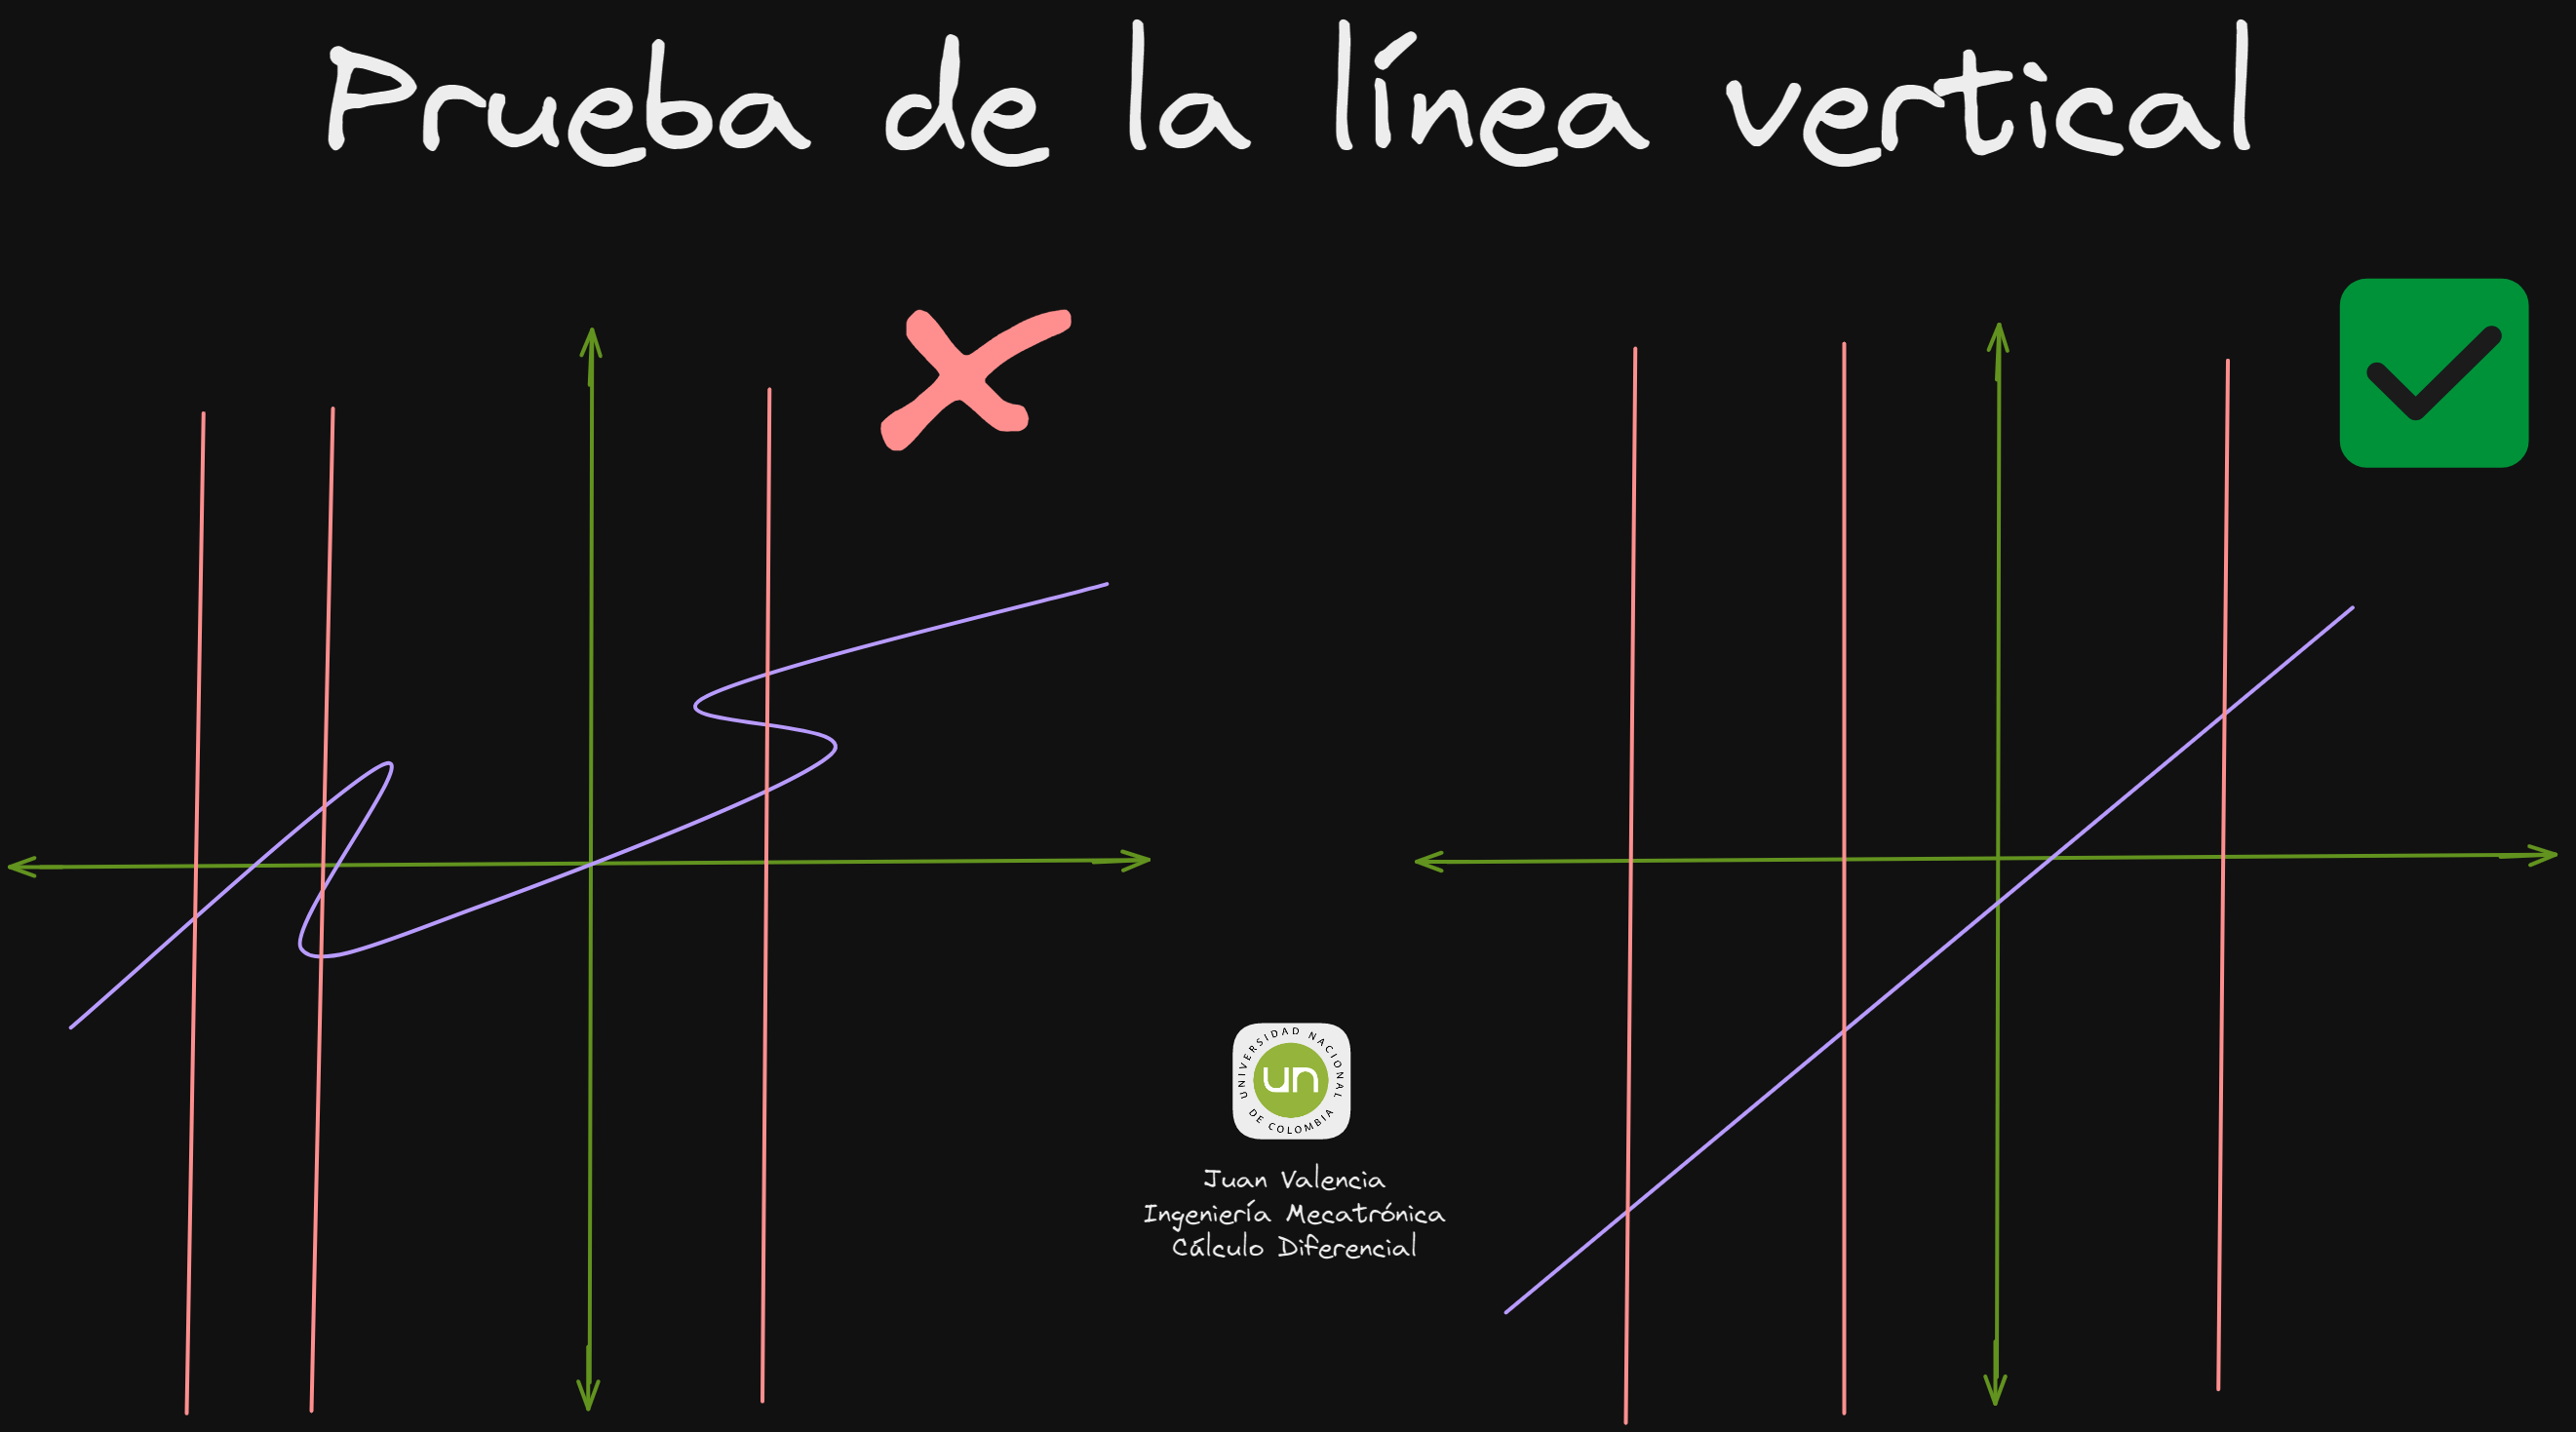 Prueba de la línea vertical
UNIVERSIDAD NACIONAL
un
DE COLOMBIA
Juan Valencia
Ingeniería Mecatrónica
Cálculo Diferencial